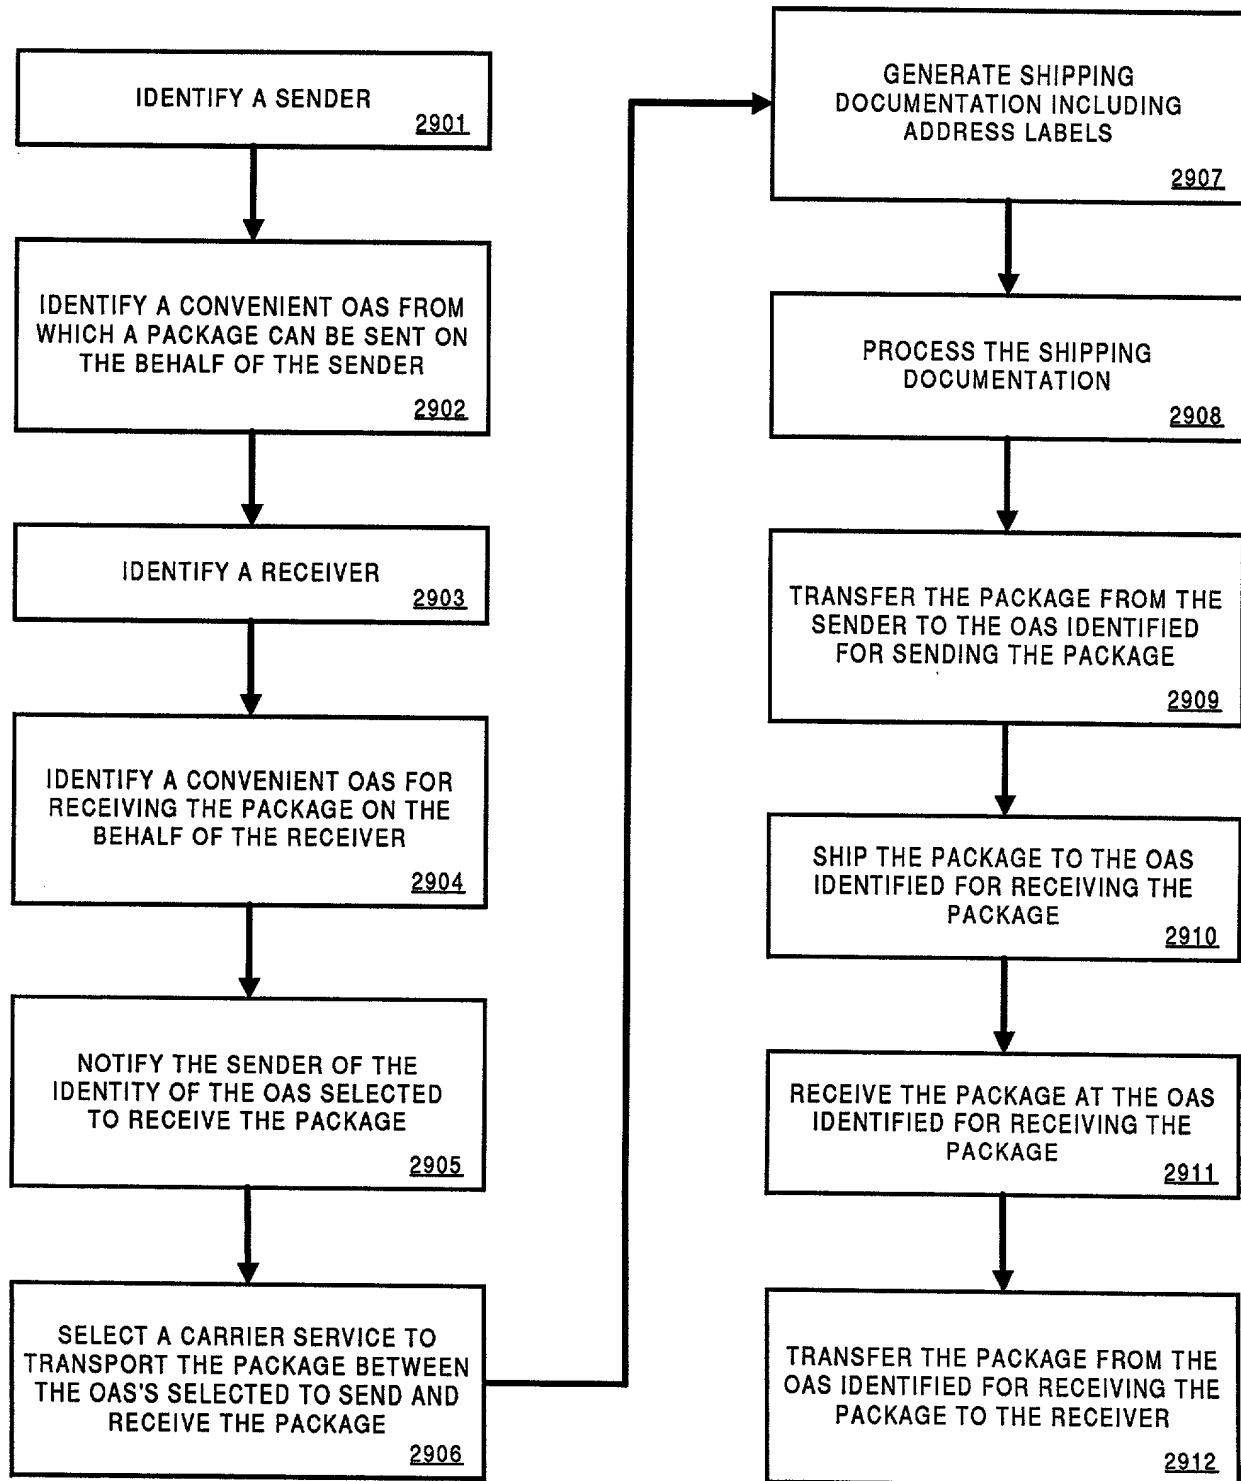 IDENTIFY A SENDER
2901
IDENTIFY A CONVENIENT OAS FROM
WHICH A PACKAGE CAN BE SENT ON
THE BEHALF OF THE SENDER
2902
IDENTIFY A RECEIVER
2903
IDENTIFY A CONVENIENT OAS FOR
RECEIVING THE PACKAGE ON THE
BEHALF OF THE RECEIVER
2904
NOTIFY THE SENDER OF THE
IDENTITY OF THE OAS SELECTED
TO RECEIVE THE PACKAGE
2905
SELECT A CARRIER SERVICE TO
TRANSPORT THE PACKAGE BETWEEN
THE OAS'S SELECTED TO SEND AND
RECEIVE THE PACKAGE
2906
GENERATE SHIPPING
DOCUMENTATION INCLUDING
ADDRESS LABELS
2907
PROCESS THE SHIPPING
DOCUMENTATION
2908
TRANSFER THE PACKAGE FROM THE
SENDER TO THE OAS IDENTIFIED
FOR SENDING THE PACKAGE
2909
SHIP THE PACKAGE TO THE OAS
IDENTIFIED FOR RECEIVING THE
PACKAGE
2910
RECEIVE THE PACKAGE AT THE OAS
IDENTIFIED FOR RECEIVING THE
PACKAGE
2911
TRANSFER THE PACKAGE FROM THE
OAS IDENTIFIED FOR RECEIVING THE
PACKAGE TO THE RECEIVER
2912